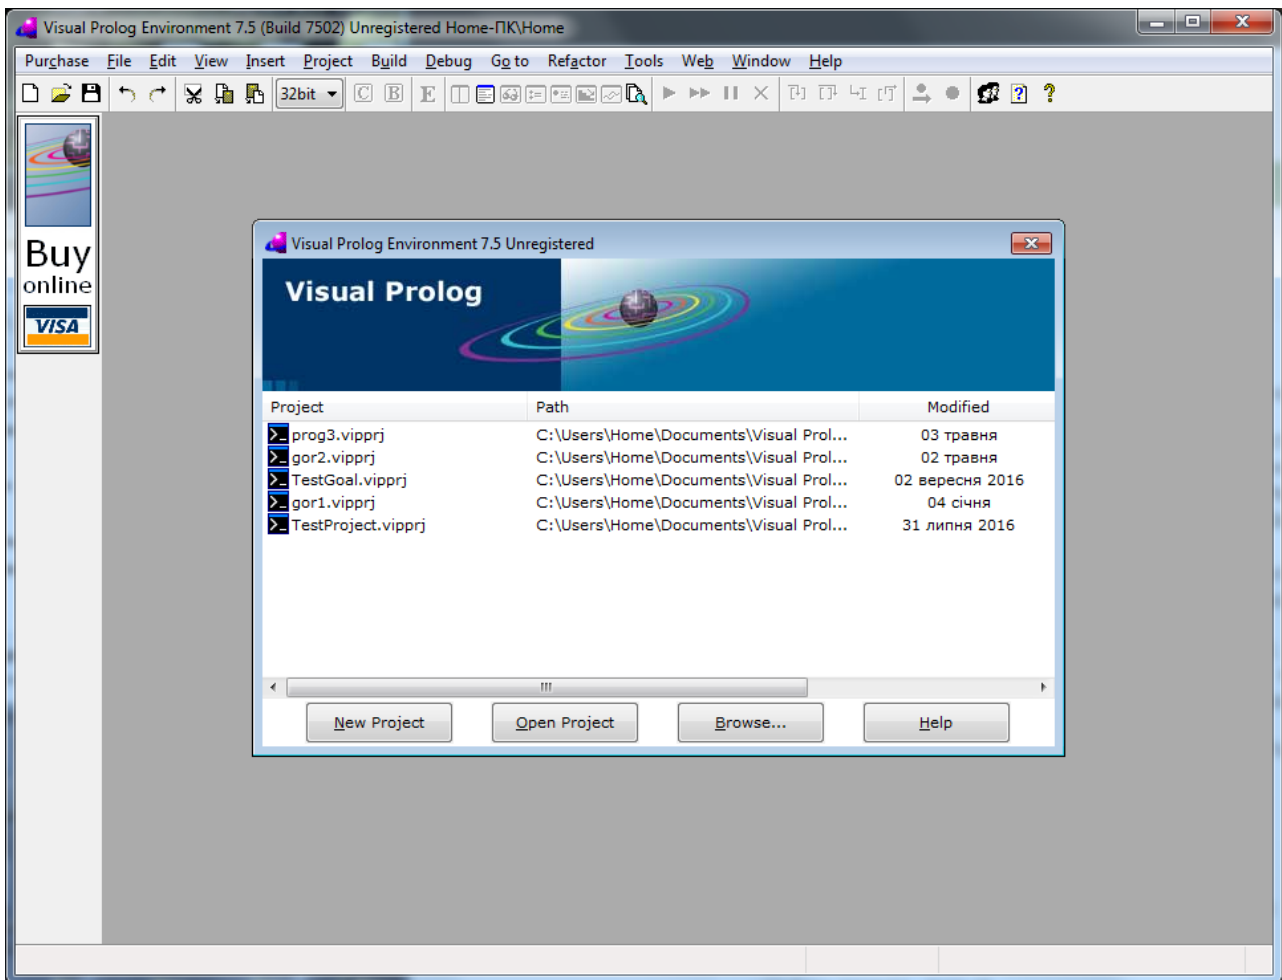 Visual Prolog Environment 7.5 (Build 7502) Unregistered Home-ПК\Home
Purchase File Edit View Insert Project Build Debug Go to Refactor Tools Web Window Help
32bit C B E
Buy
online
VISA
Visual Prolog Environment 7.5 Unregistered
Visual Prolog
Project Path Modified
prog3.vipprj C:\Users\Home\Documents\Visual Prol... 03 травня
gor2.vipprj C:\Users\Home\Documents\Visual Prol... 02 травня
TestGoal.vipprj C:\Users\Home\Documents\Visual Prol... 02 вересня 2016
gor1.vipprj C:\Users\Home\Documents\Visual Prol... 04 січня
TestProject.vipprj C:\Users\Home\Documents\Visual Prol... 31 липня 2016
New Project Open Project Browse... Help